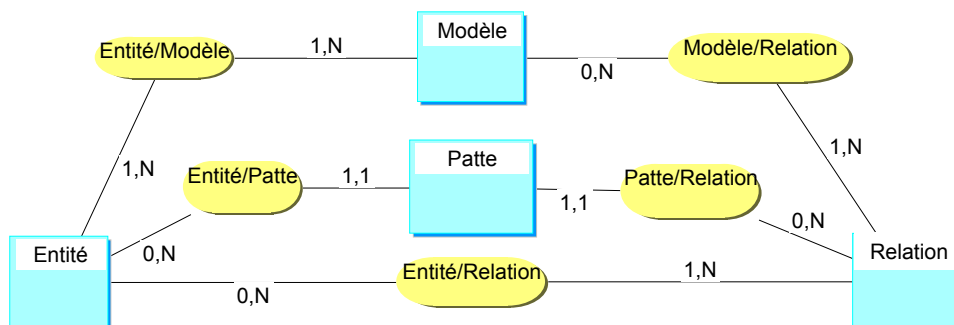 Modèle
Entité/Modèle
1,N
0,N
Modèle/Relation
1,N
1,N
Patte
Entité/Patte
1,1
1,1
Patte/Relation
0,N
0,N
Entité
Relation
Entité/Relation
0,N
1,N